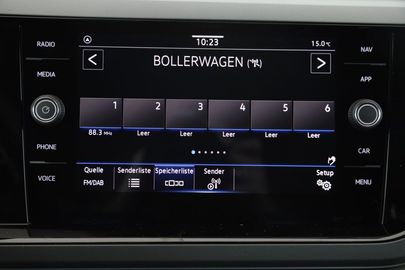 RADIO
10:23
15.0°C
NAV
< BOLLERWAGEN >
MEDIA
APP
1 2 3 4 5 6
88.3 MHz Leer Leer Leer Leer Leer
PHONE
CAR
Quelle Senderliste Speicherliste Sender Setup
FM/DAB
VOICE
MENU